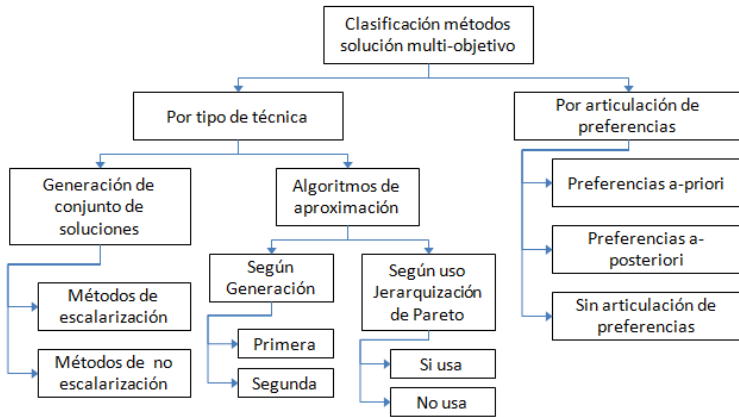 Clasificación métodos
solución multi-objetivo
Por tipo de técnica
Por articulación de
preferencias
Generación de
conjunto de
soluciones
Algoritmos de
aproximación
Preferencias a-priori
Preferencias a-
posteriori
Sin articulación de
preferencias
Métodos de
escalarización
Métodos de no
escalarización
Según
Generación
Primera
Segunda
Según uso
Jerarquización
de Pareto
Si usa
No usa